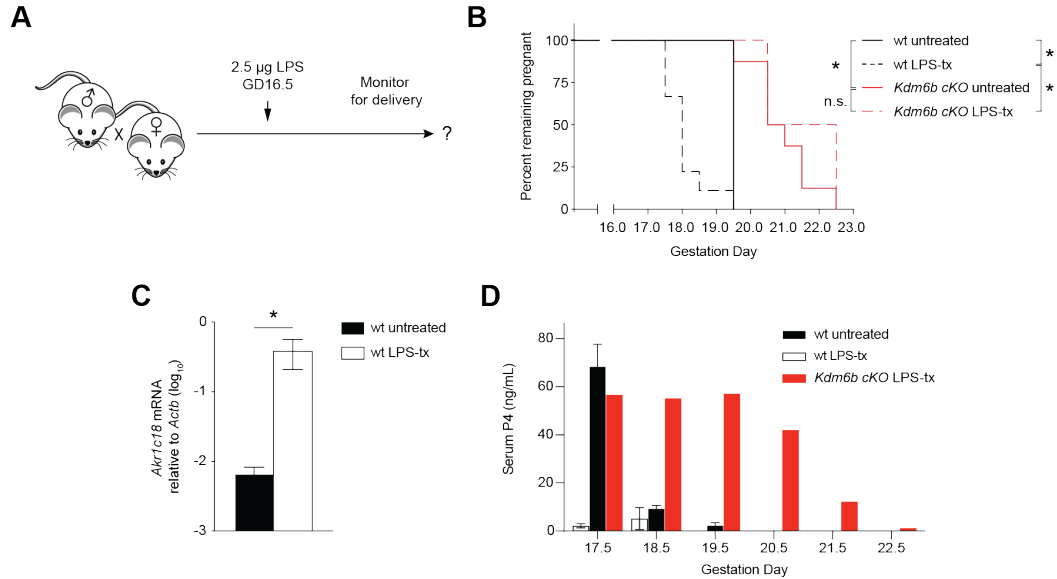 A
2.5 µg LPS
GD16.5
Monitor
for delivery
♂
X
♀
?
B
Percent remaining pregnant
100
75
50
25
0
16.0 17.0 18.0 19.0 20.0 21.0 22.0 23.0
Gestation Day
wt untreated
wt LPS-tx
Kdm6b cKO untreated
Kdm6b cKO LPS-tx
*
n.s.
*
*
C
Akr1c18 mRNA
relative to Actb (log10)
0
-1
-2
-3
*
wt untreated
wt LPS-tx
D
Serum P4 (ng/mL)
80
60
40
20
0
17.5 18.5 19.5 20.5 21.5 22.5
Gestation Day
wt untreated
wt LPS-tx
Kdm6b cKO LPS-tx